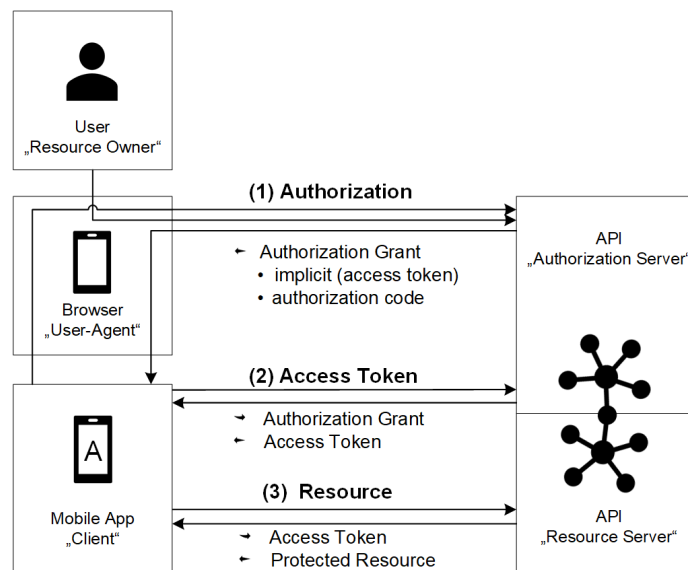 User
„Resource Owner“
(1) Authorization
Authorization Grant
• implicit (access token)
• authorization code
API
„Authorization Server“
Browser
„User-Agent“
(2) Access Token
Authorization Grant
Access Token
A
Mobile App
„Client“
(3) Resource
Access Token
Protected Resource
API
„Resource Server“